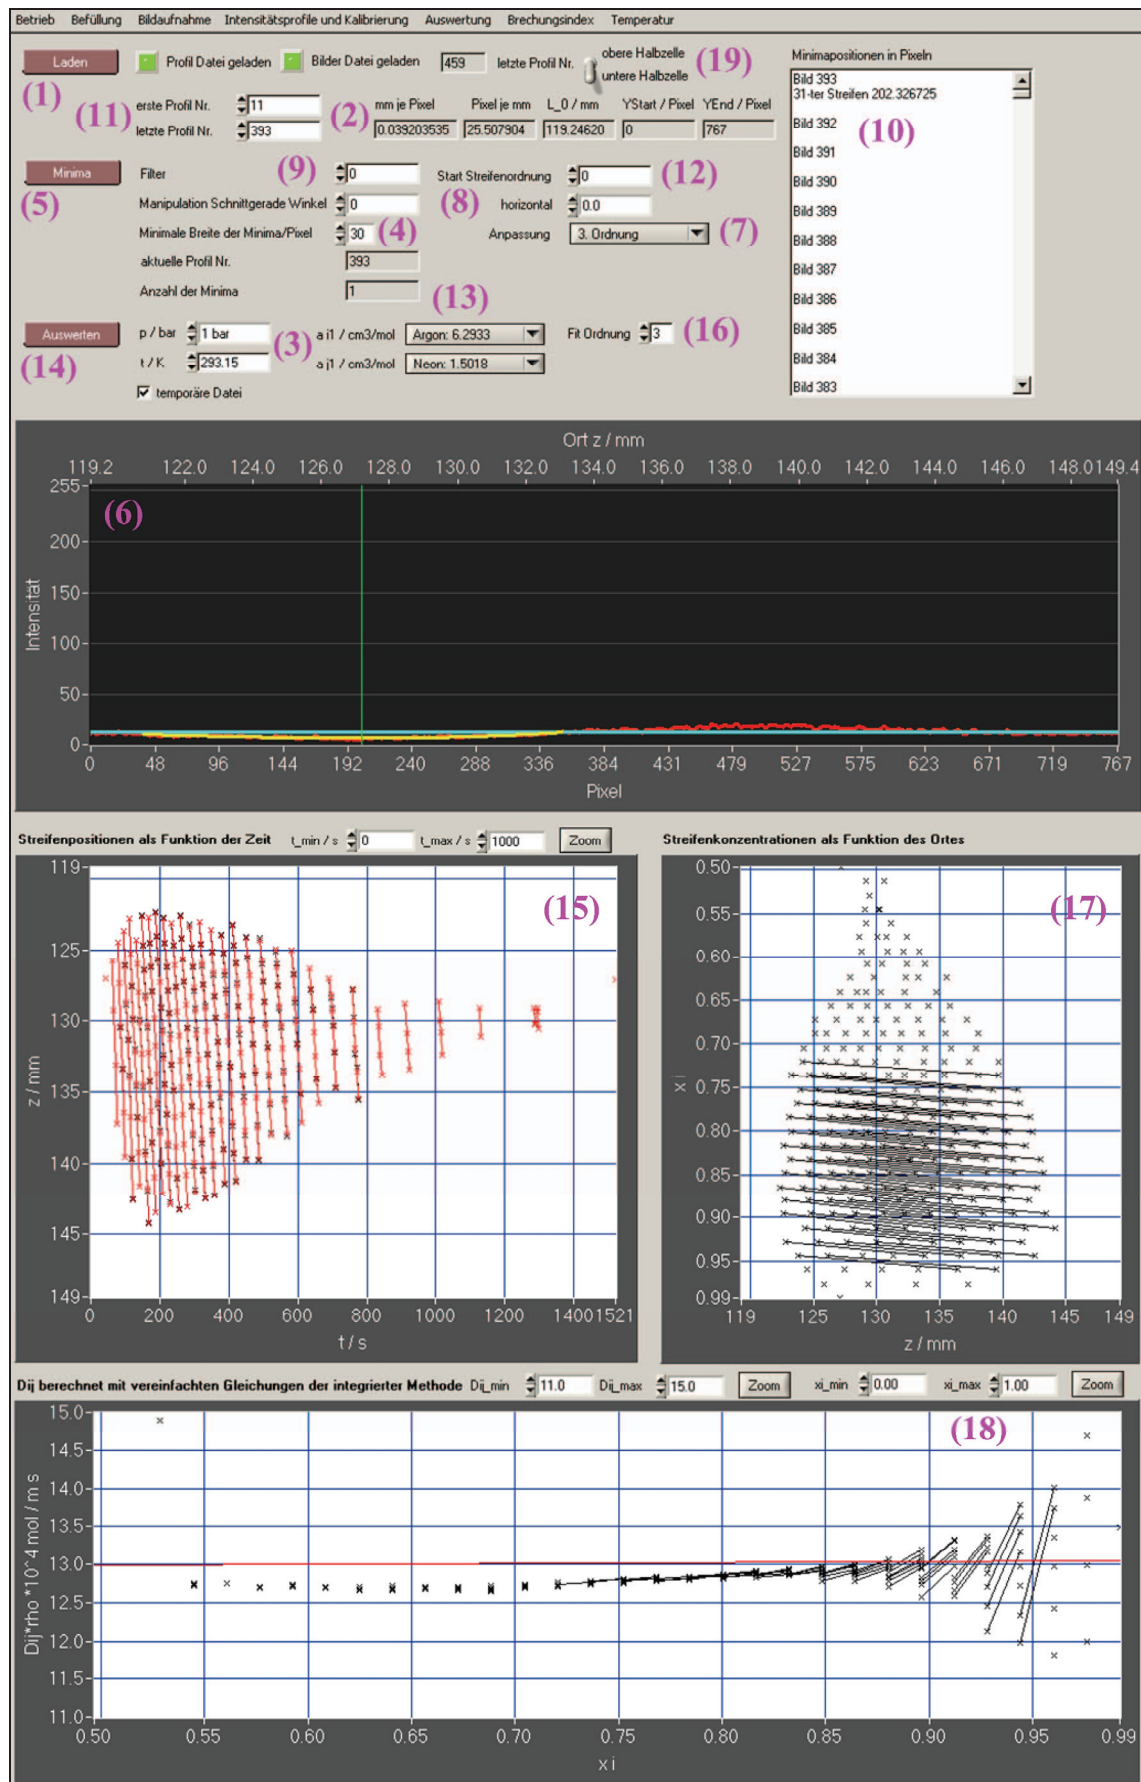 Betrieb Befüllung Bildaufnahme Intensitätsprofile und Kalibrierung Auswertung Brechungsindex Temperatur
Laden Profil Datei geladen Bilder Datei geladen 459 letzte Profil Nr. obere Halbzelle untere Halbzelle (19) Minimapositionen in Pixeln
(1) (11) erste Profil Nr. 11 (2) mm je Pixel Pixel je mm L_0 / mm YStart / Pixel YEnd / Pixel
letzte Profil Nr. 393 0.039203535 25.507904 119.24620 0 767
Bild 393
31-ter Streifen 202.326725
Bild 392 (10)
Bild 391
Bild 390
Bild 389
Bild 388
Bild 387
Bild 386
Bild 385
Bild 384
Bild 383
Minima Filter (9) 0 Start Streifenordnung 0 (12)
(5) Manipulation Schnittgerade Winkel 0 (8) horizontal 0.0
Minimale Breite der Minima/Pixel 30 (4) Anpassung 3. Ordnung (7)
aktuelle Profil Nr. 393
Anzahl der Minima 1 (13)
Auswerten p / bar 1 bar (3) a i1 / cm3/mol Argon: 6.2933 Fit Ordnung 3 (16)
(14) t / K 293.15 a j1 / cm3/mol Neon: 1.5018
temporäre Datei
Ort z / mm
119.2 122.0 124.0 126.0 128.0 130.0 132.0 134.0 136.0 138.0 140.0 142.0 144.0 146.0 148.0 149.4
255
(6)
200
150
100
50
0
Intensität
0 48 96 144 192 240 288 336 384 431 479 527 575 623 671 719 767
Pixel
Streifenpositionen als Funktion der Zeit t_min / s 0 t_max / s 1000 Zoom
119
(15)
125
130
135
140
145
149
z / mm
0 200 400 600 800 1000 1200 1400 1521
t / s
Streifenkonzentrationen als Funktion des Ortes
0.50
0.55
(17)
0.60
0.65
0.70
0.75
0.80
0.85
0.90
0.95
0.99
x i
119 125 130 135 140 145 149
z / mm
Dij berechnet mit vereinfachten Gleichungen der integrierter Methode Dij_min 11.0 Dij_max 15.0 Zoom xi_min 0.00 xi_max 1.00 Zoom
15.0
(18)
14.5
14.0
13.5
13.0
12.5
12.0
11.5
11.0
Dij*rho *10^4 mol / m s
0.50 0.55 0.60 0.65 0.70 0.75 0.80 0.85 0.90 0.95 0.99
x i